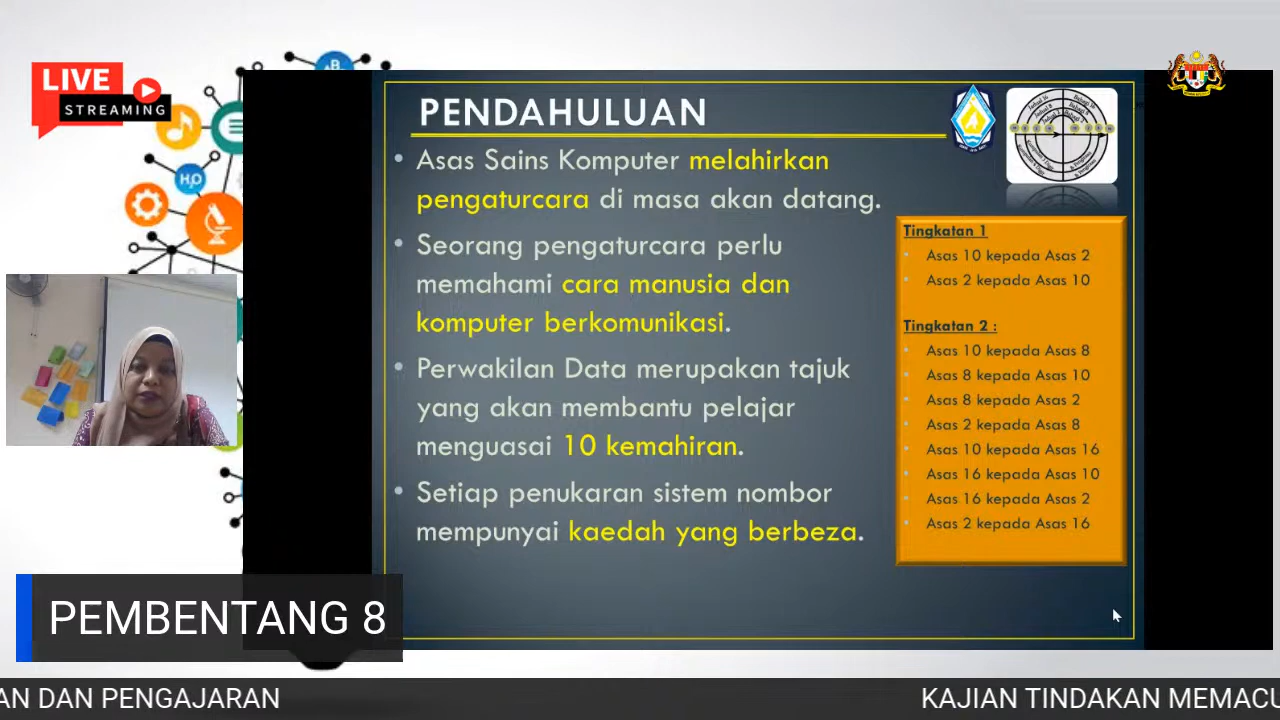 LIVE
STREAMING
PENDAHULUAN
• Asas Sains Komputer melahirkan
pengaturcara di masa akan datang.
• Seorang pengaturcara perlu
memahami cara manusia dan
komputer berkomunikasi.
• Perwakilan Data merupakan tajuk
yang akan membantu pelajar
menguasai 10 kemahiran.
• Setiap penukaran sistem nombor
mempunyai kaedah yang berbeza.
Tingkatan 1
• Asas 10 kepada Asas 2
• Asas 2 kepada Asas 10
Tingkatan 2 :
• Asas 10 kepada Asas 8
• Asas 8 kepada Asas 10
• Asas 8 kepada Asas 2
• Asas 2 kepada Asas 8
• Asas 10 kepada Asas 16
• Asas 16 kepada Asas 10
• Asas 16 kepada Asas 2
• Asas 2 kepada Asas 16
H₂O
B
PEMBENTANG 8
AN DAN PENGAJARAN
KAJIAN TINDAKAN MEMACU